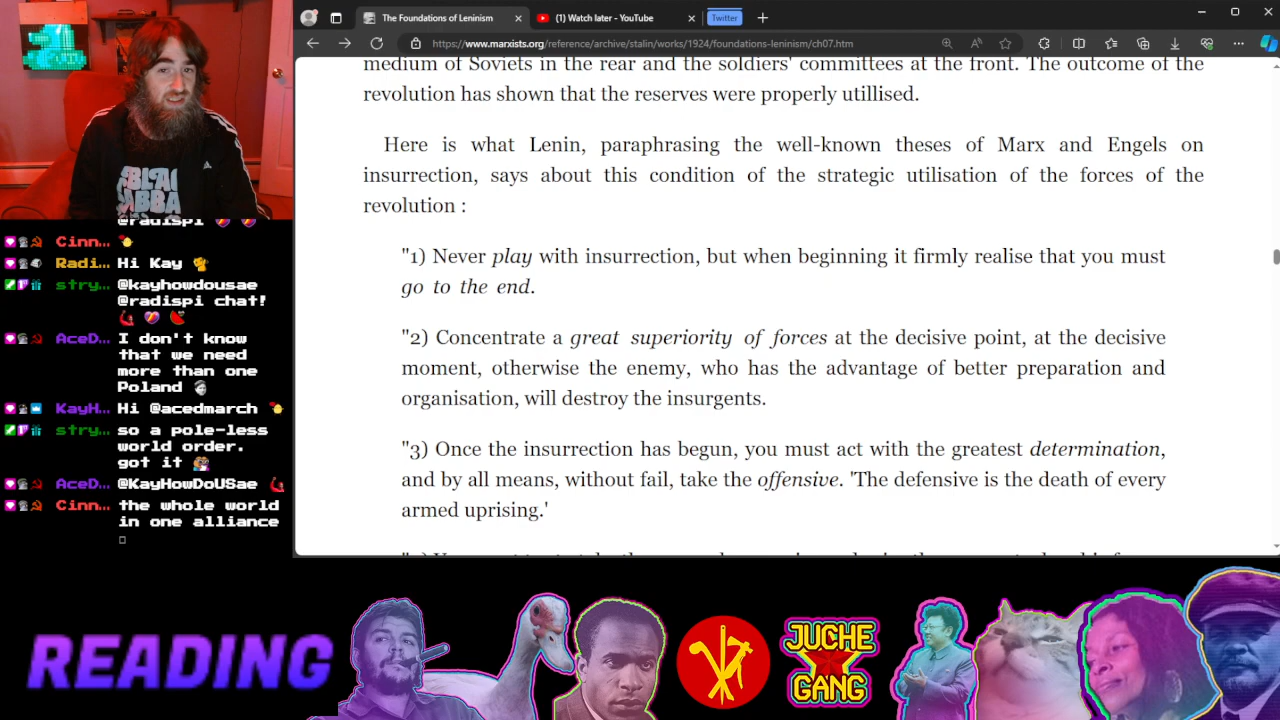 The Foundations of Leninism
(1) Watch later - YouTube
Twitter
https://www.marxists.org/reference/archive/stalin/works/1924/foundations-leninism/ch07.htm
medium of Soviets in the rear and the soldiers' committees at the front. The outcome of the
revolution has shown that the reserves were properly utillised.
Here is what Lenin, paraphrasing the well-known theses of Marx and Engels on
insurrection, says about this condition of the strategic utilisation of the forces of the
revolution :
"1) Never play with insurrection, but when beginning it firmly realise that you must
go to the end.
"2) Concentrate a great superiority of forces at the decisive point, at the decisive
moment, otherwise the enemy, who has the advantage of better preparation and
organisation, will destroy the insurgents.
"3) Once the insurrection has begun, you must act with the greatest determination,
and by all means, without fail, take the offensive. 'The defensive is the death of every
armed uprising.'
@radispi
Cinn...
Radi... Hi Kay
stry... @kayhowdousae
@radispi chat!
AceD... I don't know
that we need
more than one
Poland
KayH... Hi @acedmarch
stry... so a pole-less
world order.
got it
AceD... @KayHowDoUSae
Cinn... the whole world
in one alliance
READING
JUCHE
GANG